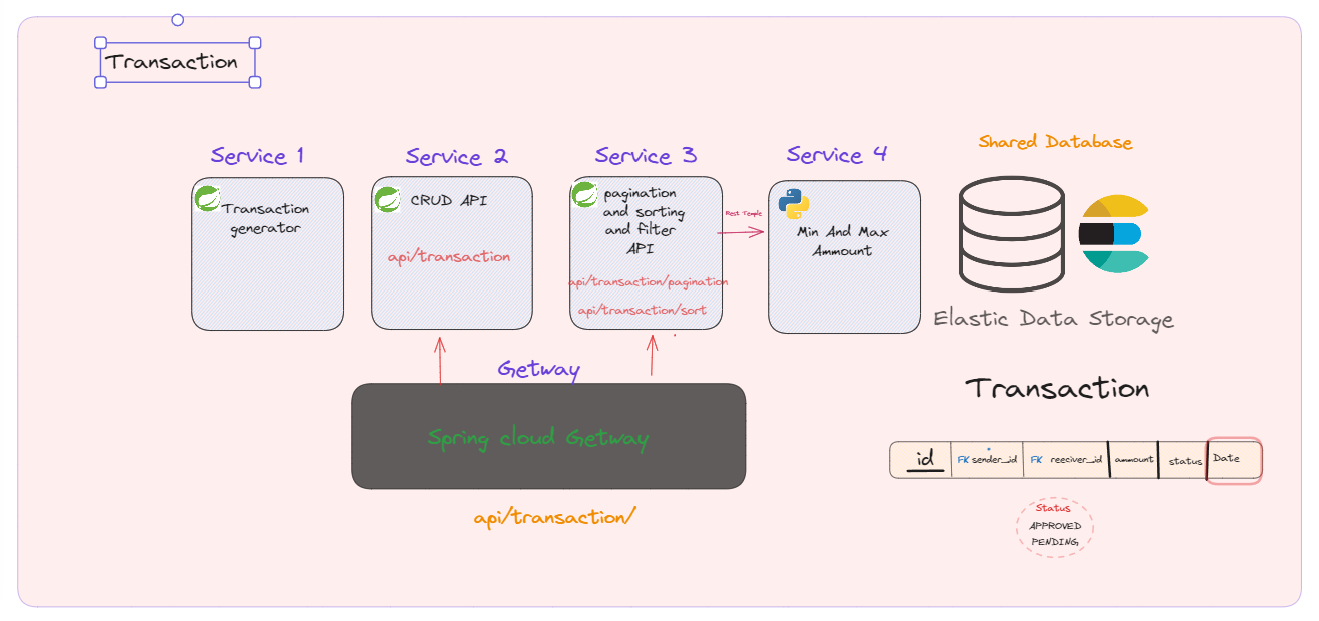 Transaction
Service 1
Service 2
Service 3
Service 4
Shared Database
Transaction
generator
CRUD API
api/transaction
pagination
and sorting
and filter
API
api/transaction/pagination
api/transaction/sort
Rest Temple
Min And Max
Ammount
Elastic Data Storage
Getway
Spring cloud Getway
api/transaction/
Transaction
id
FK sender_id
FK reeciver_id
ammount
status
Date
Status
APPROVED
PENDING